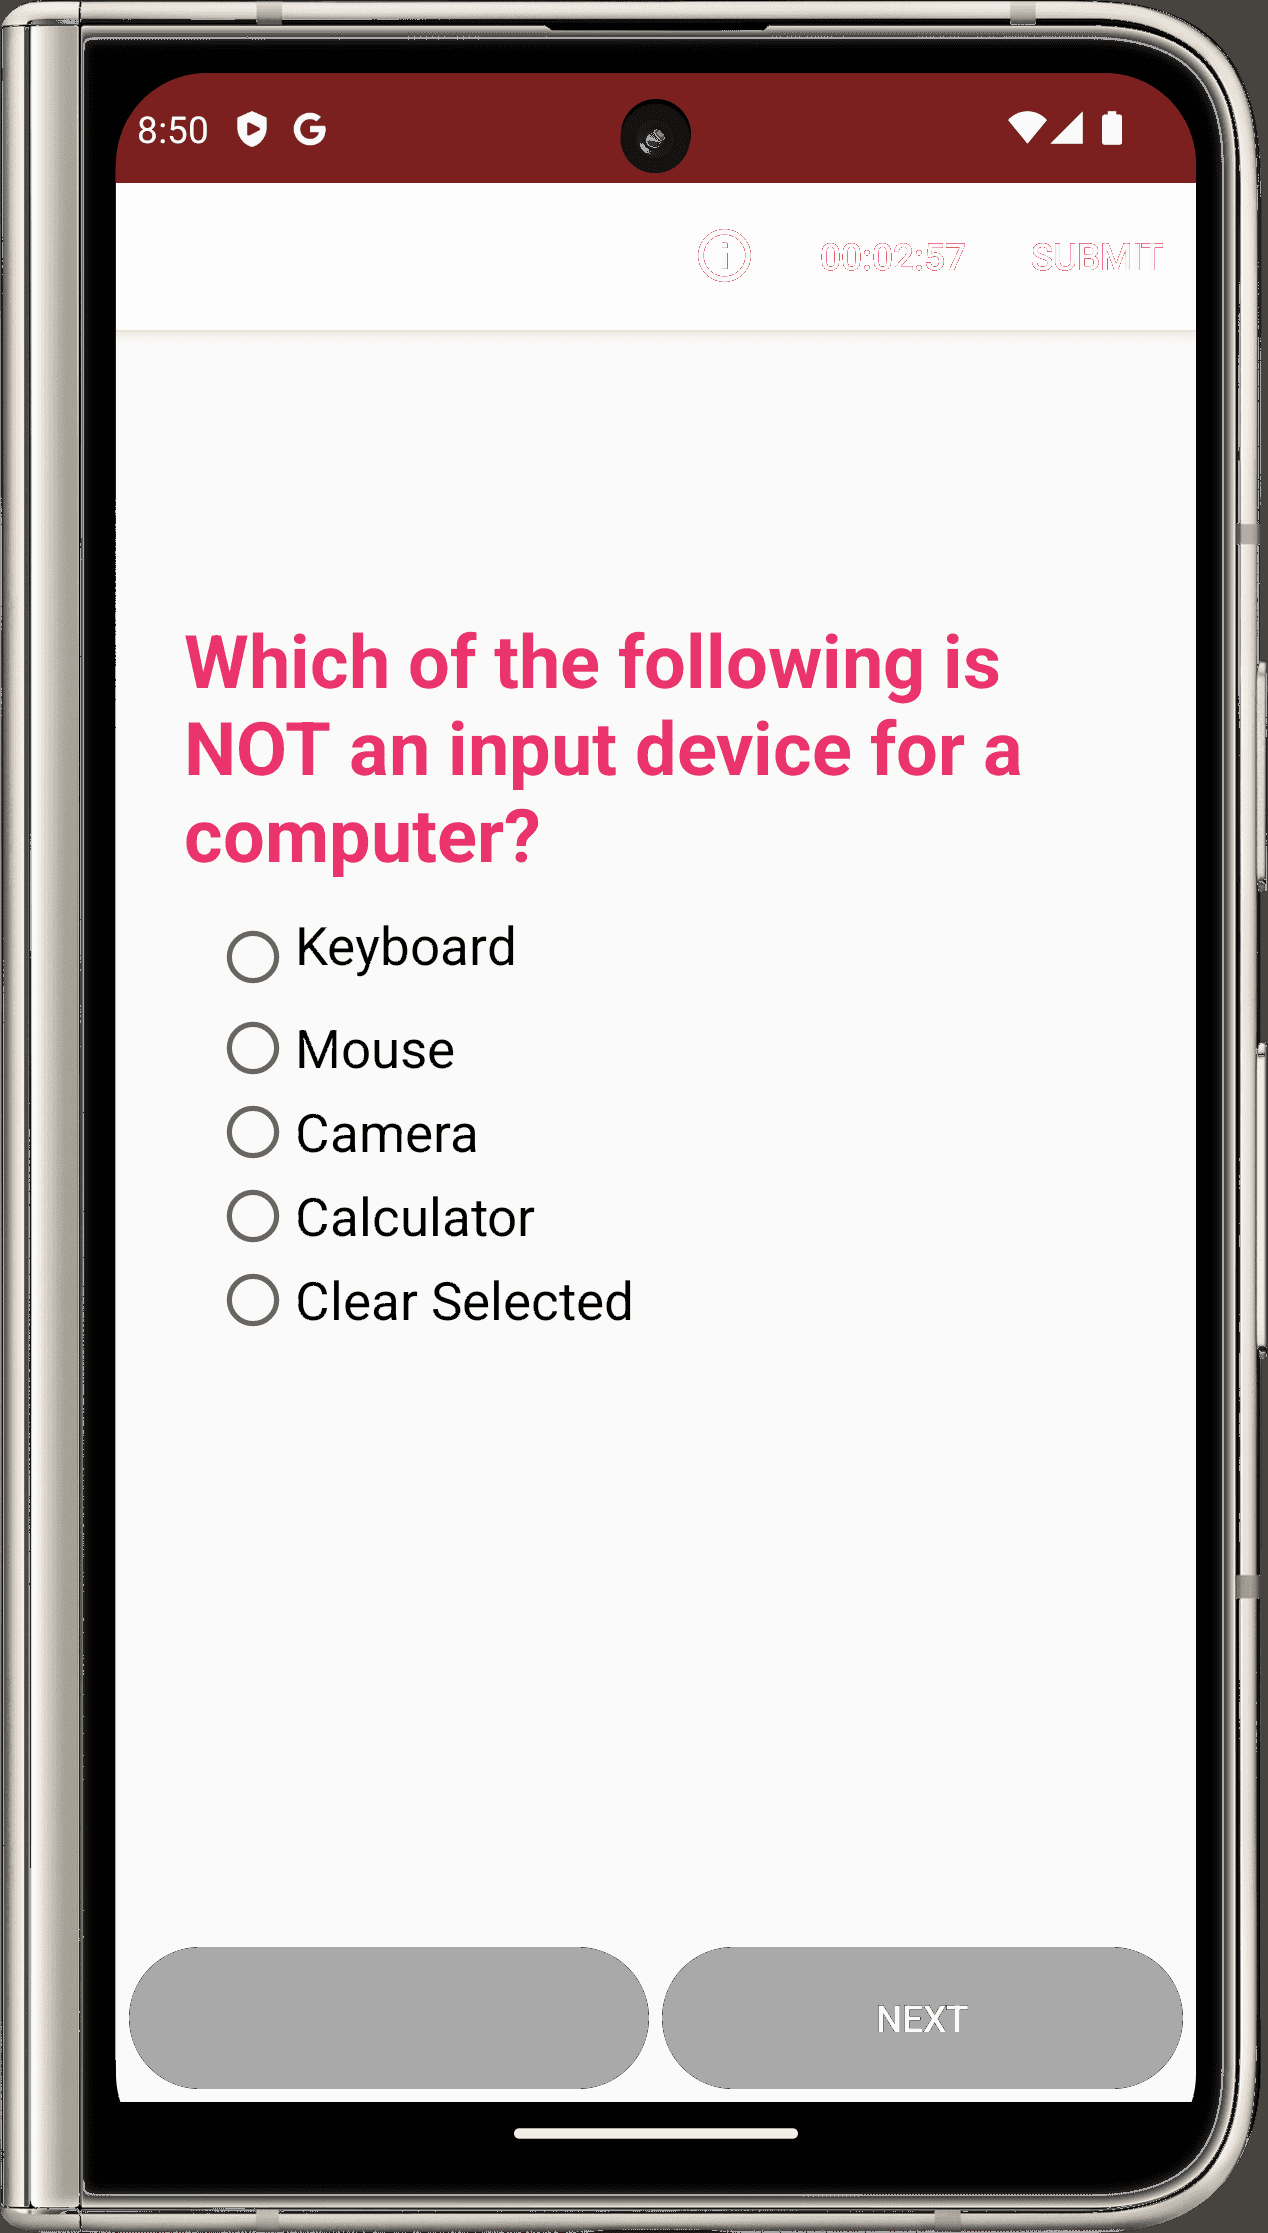 8:50
00:02:57 SUBMIT
Which of the following is
NOT an input device for a
computer?
Keyboard
Mouse
Camera
Calculator
Clear Selected
NEXT